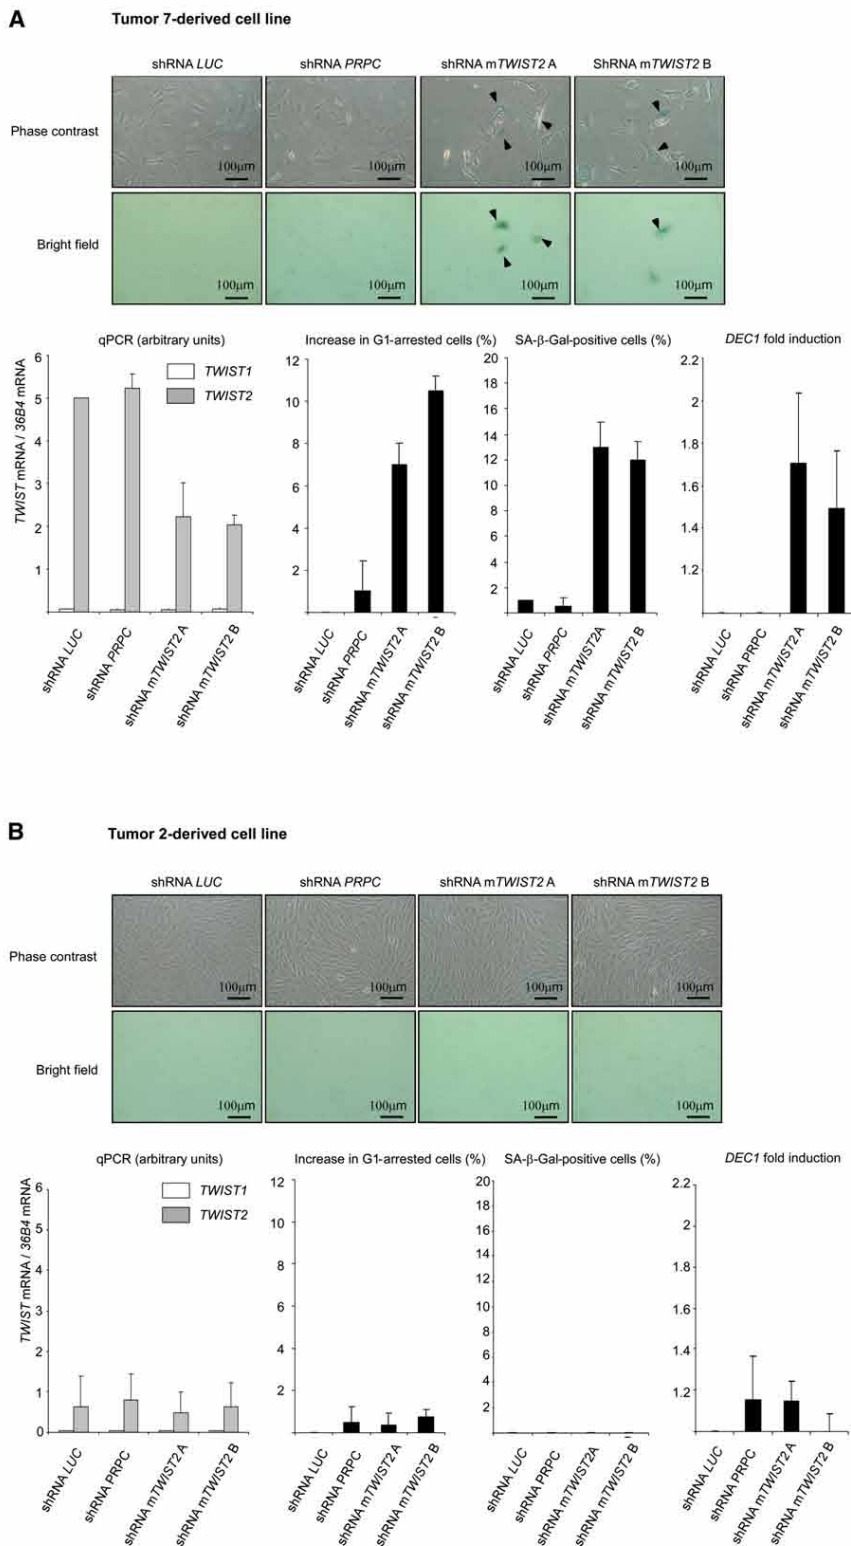 A
Tumor 7-derived cell line
shRNA LUC shRNA PRPC shRNA mTWIST2 A ShRNA mTWIST2 B
Phase contrast
100µm 100µm 100µm 100µm
Bright field
100µm 100µm 100µm 100µm
qPCR (arbitrary units)
TWIST mRNA / 36B4 mRNA
6
5
4
3
2
1
TWIST1
TWIST2
shRNA LUC
shRNA PRPC
shRNA mTWIST2 A
shRNA mTWIST2 B
Increase in G1-arrested cells (%)
12
10
8
6
4
2
shRNA LUC
shRNA PRPC
shRNA mTWIST2 A
shRNA mTWIST2 B
SA-β-Gal-positive cells (%)
20
18
16
14
12
10
8
6
4
2
shRNA LUC
shRNA PRPC
shRNA mTWIST2A
shRNA mTWIST2 B
DEC1 fold induction
2.2
2
1.8
1.6
1.4
1.2
shRNA LUC
shRNA PRPC
shRNA mTWIST2 A
shRNA mTWIST2 B
B
Tumor 2-derived cell line
shRNA LUC shRNA PRPC shRNA mTWIST2 A shRNA mTWIST2 B
Phase contrast
100µm 100µm 100µm 100µm
Bright field
100µm 100µm 100µm 100µm
qPCR (arbitrary units)
TWIST mRNA / 36B4 mRNA
6
5
4
3
2
1
0
TWIST1
TWIST2
shRNA LUC
shRNA PRPC
shRNA mTWIST2 A
shRNA mTWIST2 B
Increase in G1-arrested cells (%)
12
10
8
6
4
2
shRNA LUC
shRNA PRPC
shRNA mTWIST2 A
shRNA mTWIST2 B
SA-β-Gal-positive cells (%)
20
18
16
14
12
10
8
6
4
2
shRNA LUC
shRNA PRPC
shRNA mTWIST2A
shRNA mTWIST2 B
DEC1 fold induction
2.2
2
1.8
1.6
1.4
1.2
shRNA LUC
shRNA PRPC
shRNA mTWIST2 A
shRNA mTWIST2 B